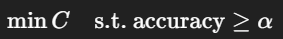 min C s.t. accuracy ≥ α